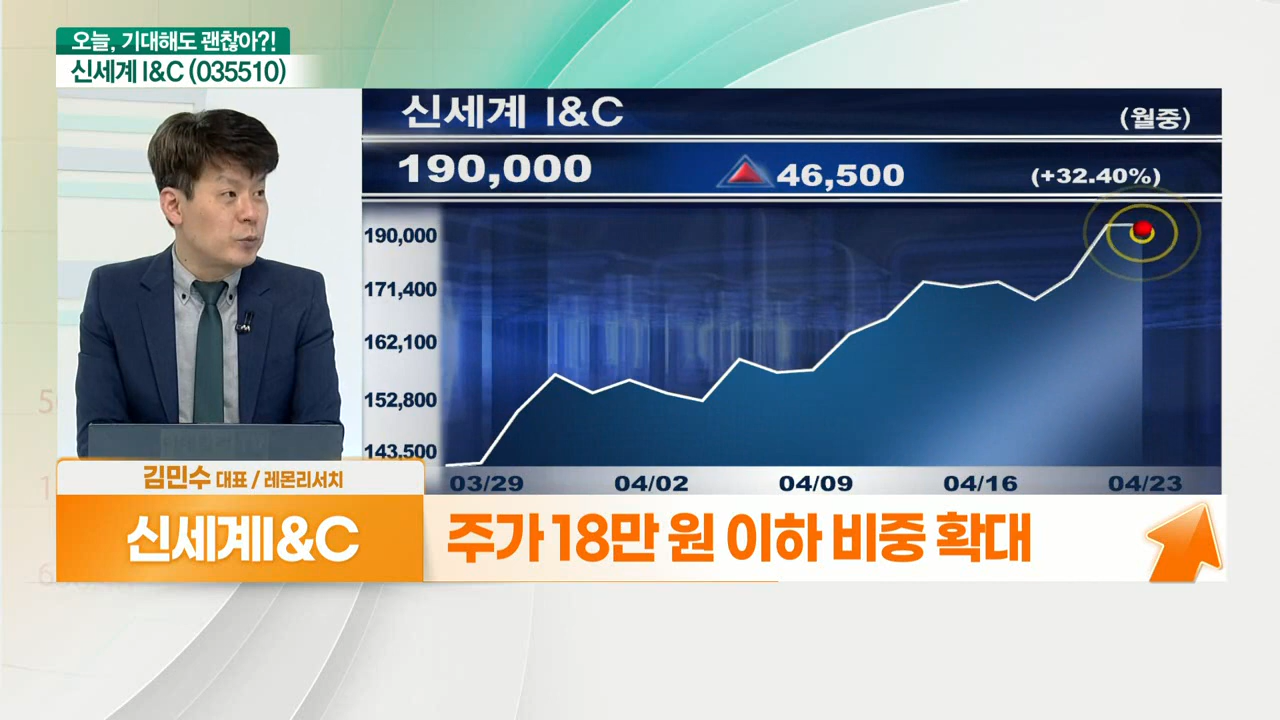 오늘, 기대해도 괜찮아?!
신세계 I&C (035510)
신세계 I&C
(월중)
190,000
46,500
(+32.40%)
190,000
171,400
162,100
152,800
143,500
03/29
04/02
04/09
04/16
04/23
김민수 대표 / 레몬리서치
신세계I&C
주가 18만 원 이하 비중 확대